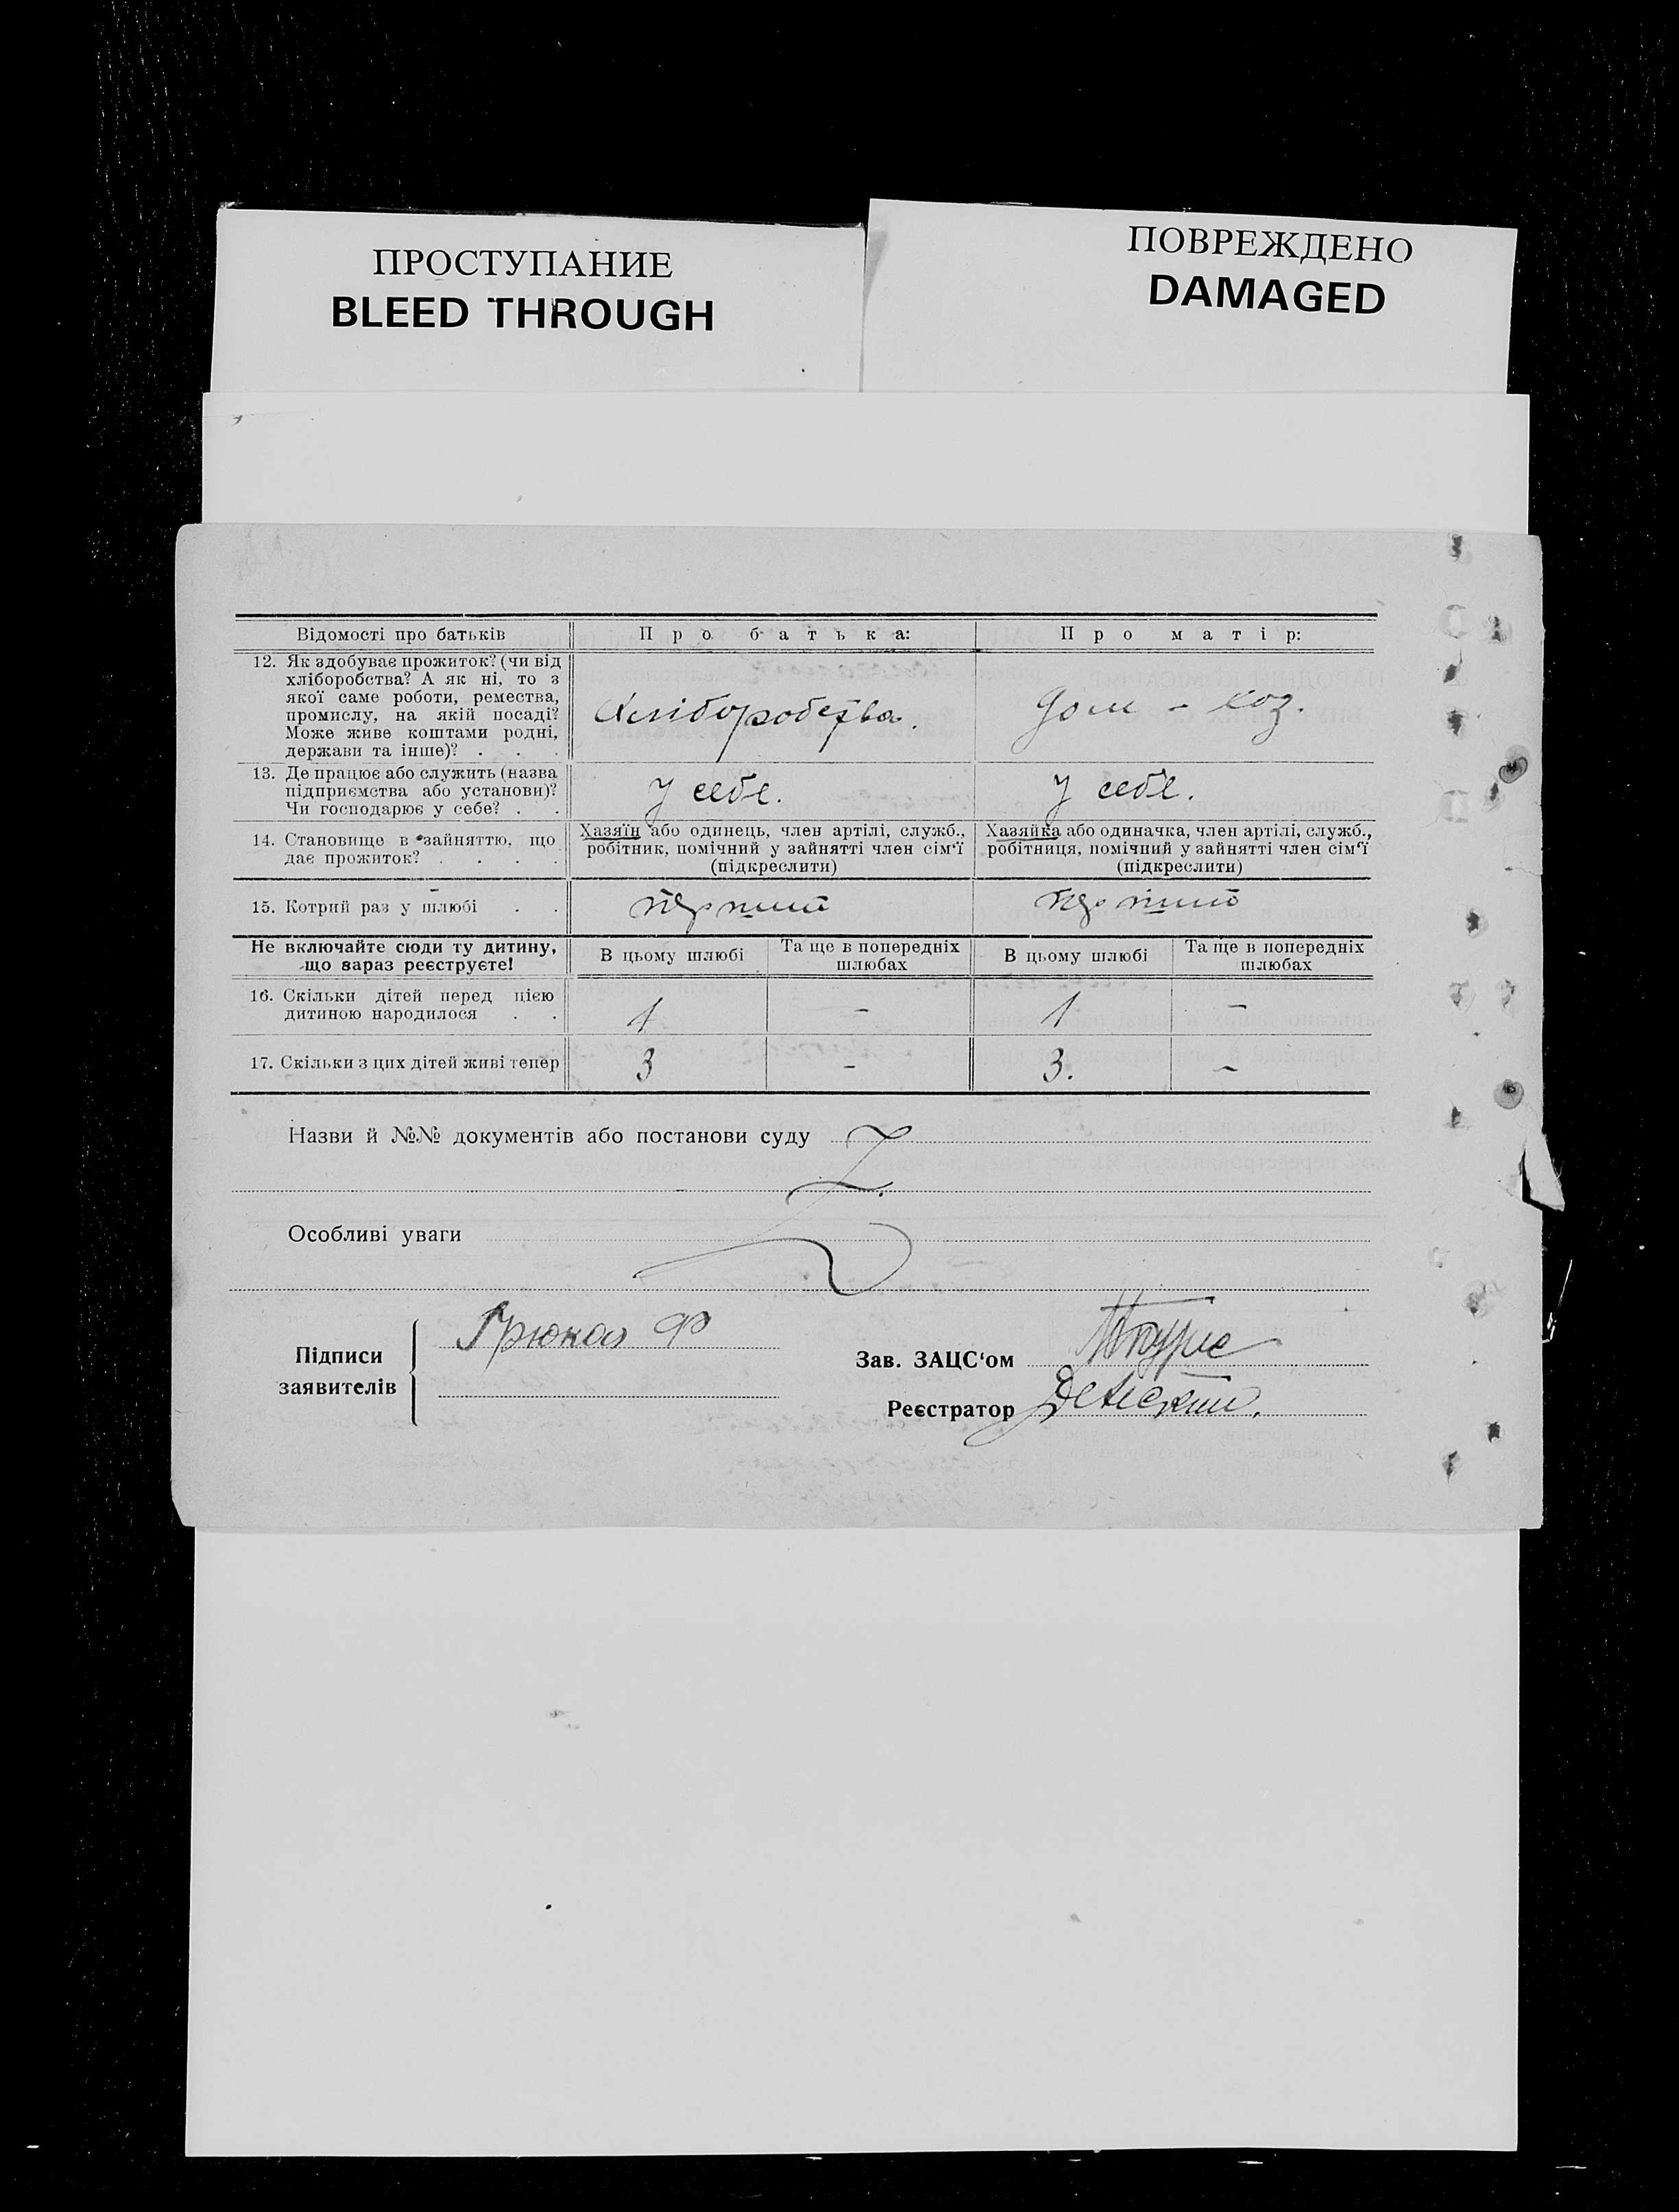 ПРОСТУПАНИЕ
BLEED THROUGH
ПОВРЕЖДЕНО
DAMAGED
Відомості про батьків
Про батька:
Про матір:
12. Як здобуває прожиток? (чи від
хліборобства? А як ні, то з
якої саме роботи, ремества,
промислу, на якій посаді?
Може живе коштами родні,
держави та інше)? . . .
Хліборобства.
Дом - хоз.
13. Де працює або служить (назва
підприємства або установи)?
Чи господарює у себе? . .
У себе.
У себе.
14. Становище в зайняттю, що
дає прожиток? . . . .
Хазяїн або одинець, член артілі, служб.,
робітник, помічний у зайнятті член сім‘ї
(підкреслити)
Хазяйка або одиначка, член артілі, служб.,
робітниця, помічний у зайнятті член сім‘ї
(підкреслити)
15. Котрий раз у шлюбі . .
Не включайте сюди ту дитину,
що зараз реєструєте!
В цьому шлюбі
Та ще в попередніх
шлюбах
В цьому шлюбі
Та ще в попередніх
шлюбах
16. Скільки дітей перед цією
дитиною народилося . .
1 - 1 -
17. Скільки з цих дітей живі тепер
3 - 3. -
Назви й №№ документів або постанови суду
Особливі уваги
Підписи
заявителів
Грюкал Ф
Зав. ЗАЦС‘ом
Реєстратор